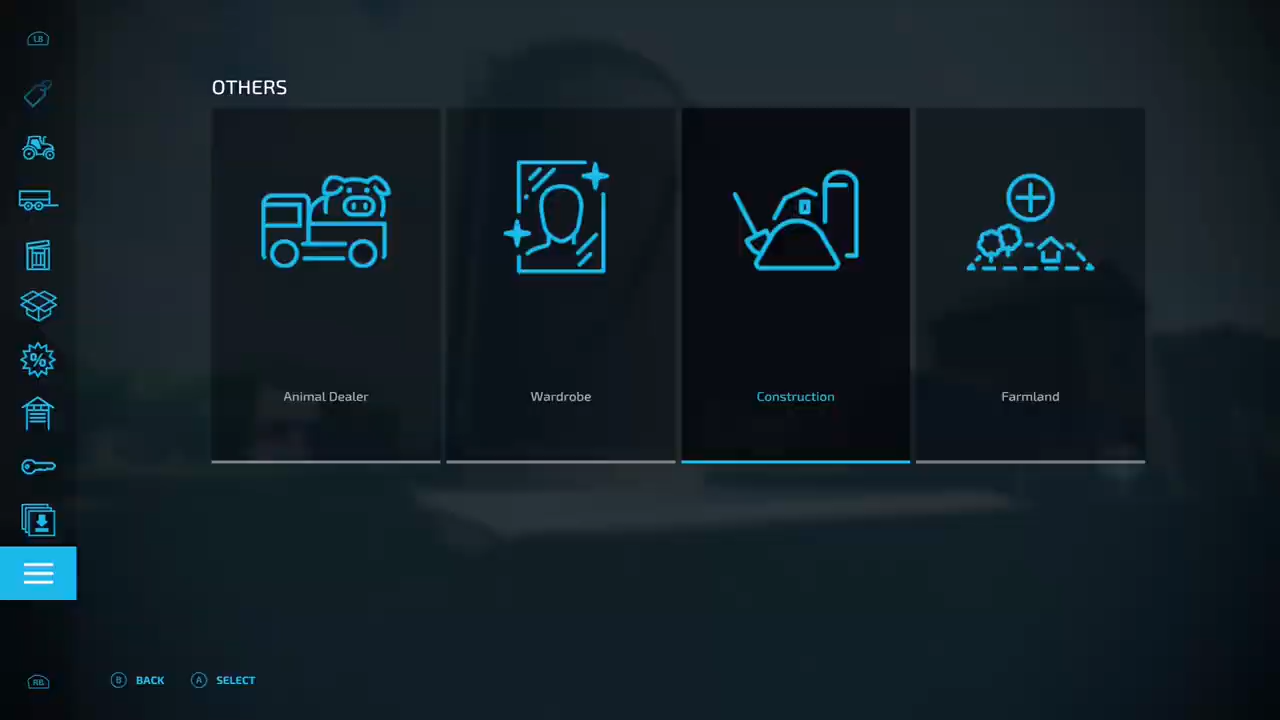 LB
OTHERS
%
Animal Dealer
Wardrobe
Construction
Farmland
RB
B BACK A SELECT